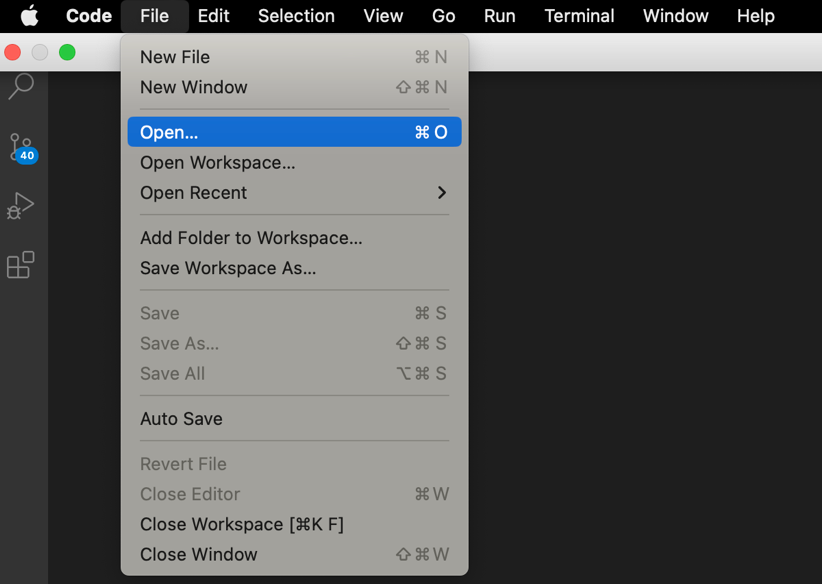 Code File Edit Selection View Go Run Terminal Window Help
New File ⌘ N
New Window ⇧⌘ N
Open... ⌘ O
Open Workspace...
Open Recent
40
Add Folder to Workspace...
Save Workspace As...
Save ⌘ S
Save As... ⇧⌘ S
Save All ⌥⌘ S
Auto Save
Revert File
Close Editor ⌘W
Close Workspace [⌘K F]
Close Window ⇧⌘W